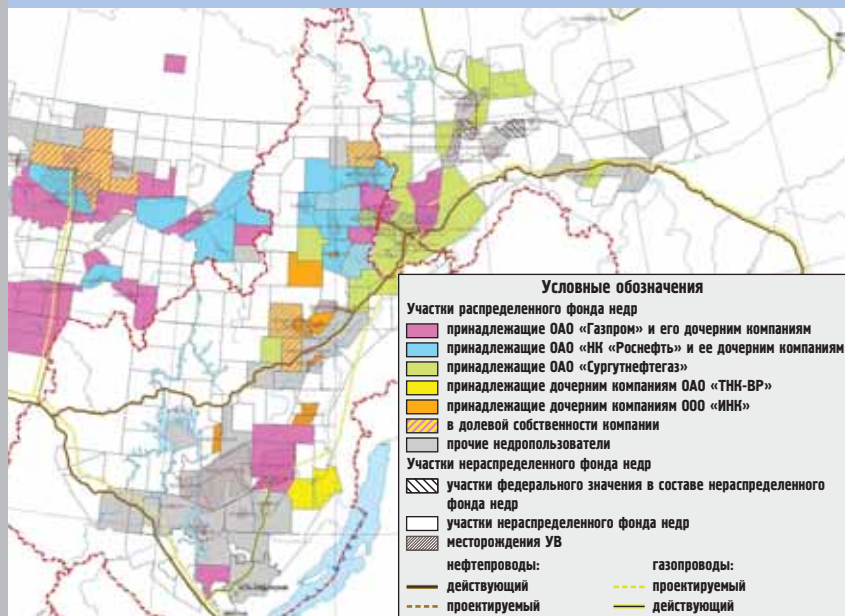 Условные обозначения
Участки распределенного фонда недр
принадлежащие ОАО «Газпром» и его дочерним компаниям
принадлежащие ОАО «НК «Роснефть» и ее дочерним компаниям
принадлежащие ОАО «Сургутнефтегаз»
принадлежащие дочерним компаниям ОАО «ТНК-ВР»
принадлежащие дочерним компаниям ООО «ИНК»
в долевой собственности компании
прочие недропользователи
Участки нераспределенного фонда недр
участки федерального значения в составе нераспределенного
фонда недр
участки нераспределенного фонда недр
месторождения УВ
нефтепроводы:
действующий
проектируемый
газопроводы:
проектируемый
действующий